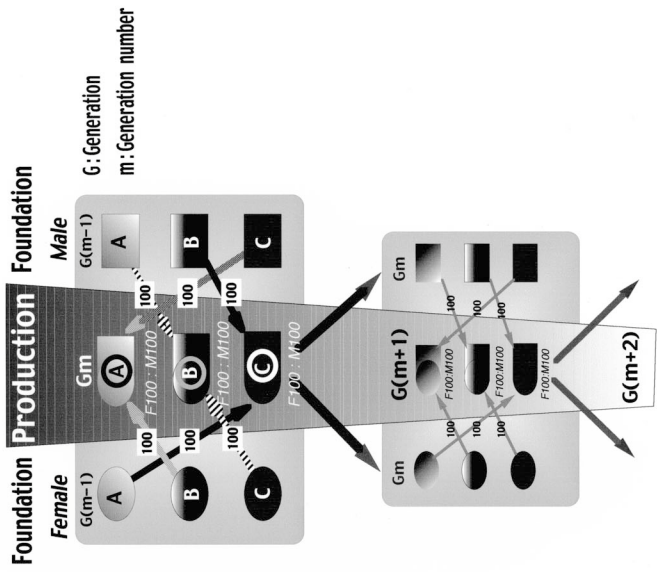 Foundation
Production
Foundation
Female
Male
G(m−1)
Gm
G(m−1)
G:Generation
m:Generation number
A
A
A
100
100
F100 : M100
B
B
B
100
100
F100 : M100
C
C
C
100
100
F100 : M100
Gm
G(m+1)
Gm
100
100
F100:M100
100
100
F100:M100
100
100
F100:M100
G(m+2)